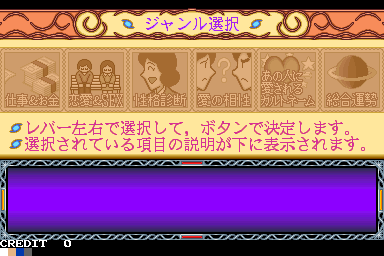 ジャンル選択
仕事&お金
恋愛&SEX
性格診断
愛の相性
あの人に
愛される
ガルトネーム
総合運勢
レバー左右で選択して，ボタンで決定します。
選択されている項目の説明が下に表示されます。
CREDIT 0